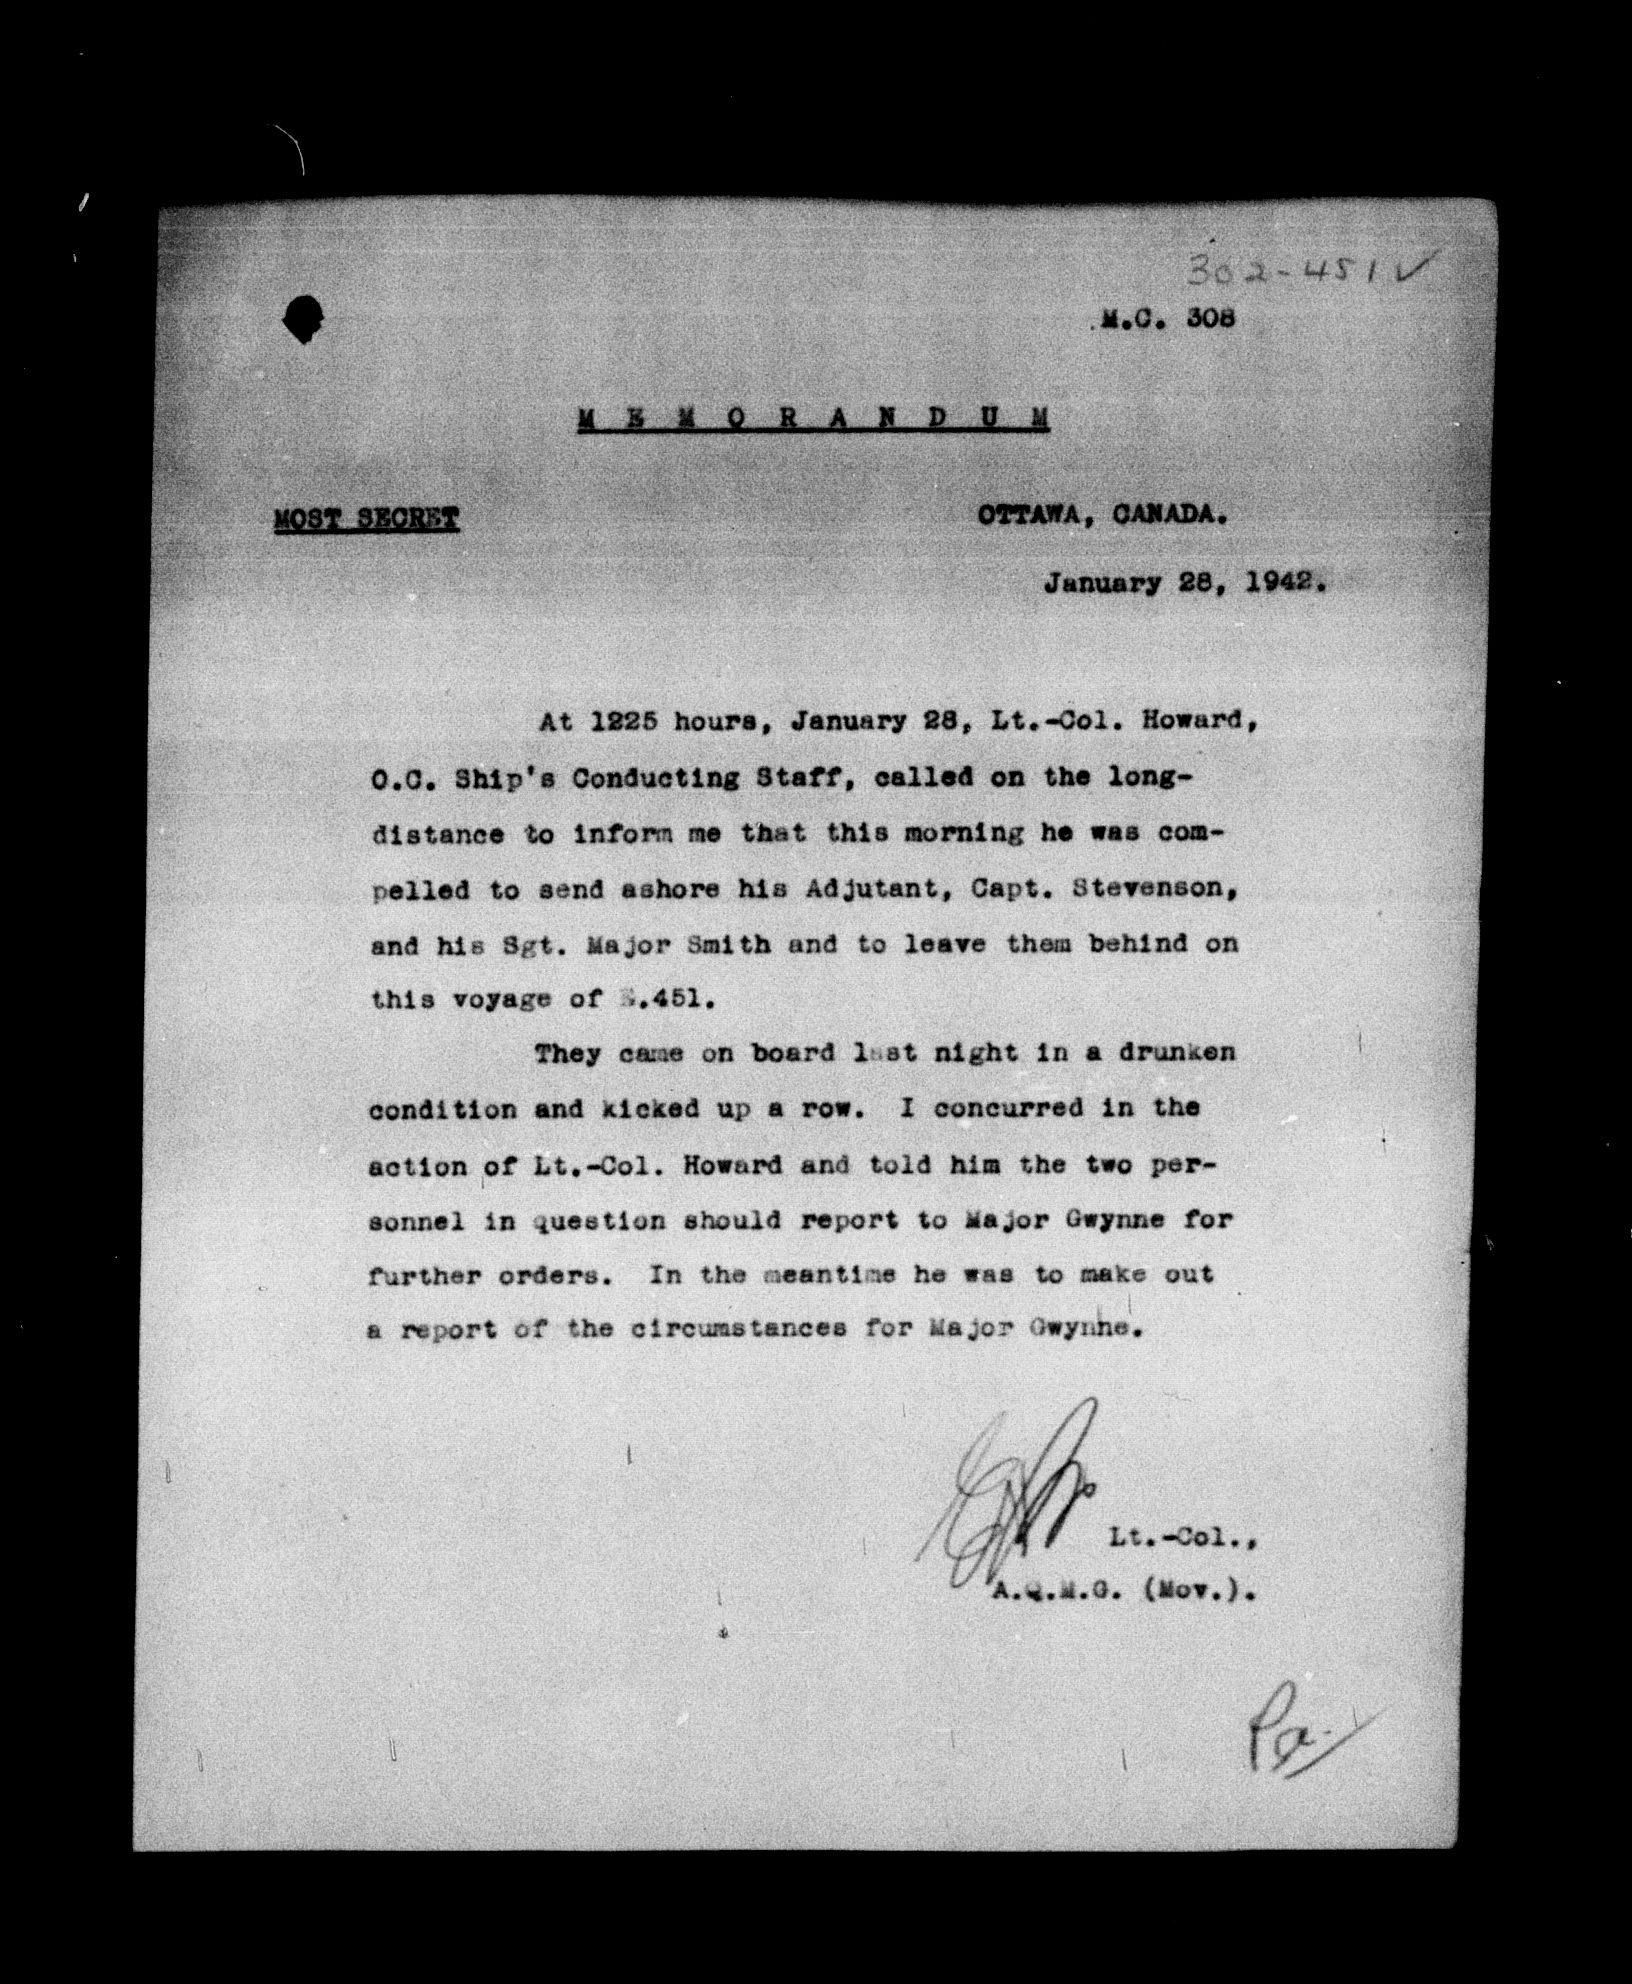 302-451 ✓
M.C. 308
M E M O R A N D U M
MOST SECRET
OTTAWA, CANADA.
January 28, 1942.
At 1225 hours, January 28, Lt.-Col. Howard,
O.C. Ship's Conducting Staff, called on the long-
distance to inform me that this morning he was com-
pelled to send ashore his Adjutant, Capt. Stevenson,
and his Sgt. Major Smith and to leave them behind on
this voyage of .451.
They came on board last night in a drunken
condition and kicked up a row.  I concurred in the
action of Lt.-Col. Howard and told him the two per-
sonnel in question should report to Major Gwynne for
further orders.  In the meantime he was to make out
a report of the circumstances for Major Gwynne.
Lt.-Col.,
A.Q.M.G. (Mov.).
Pa.